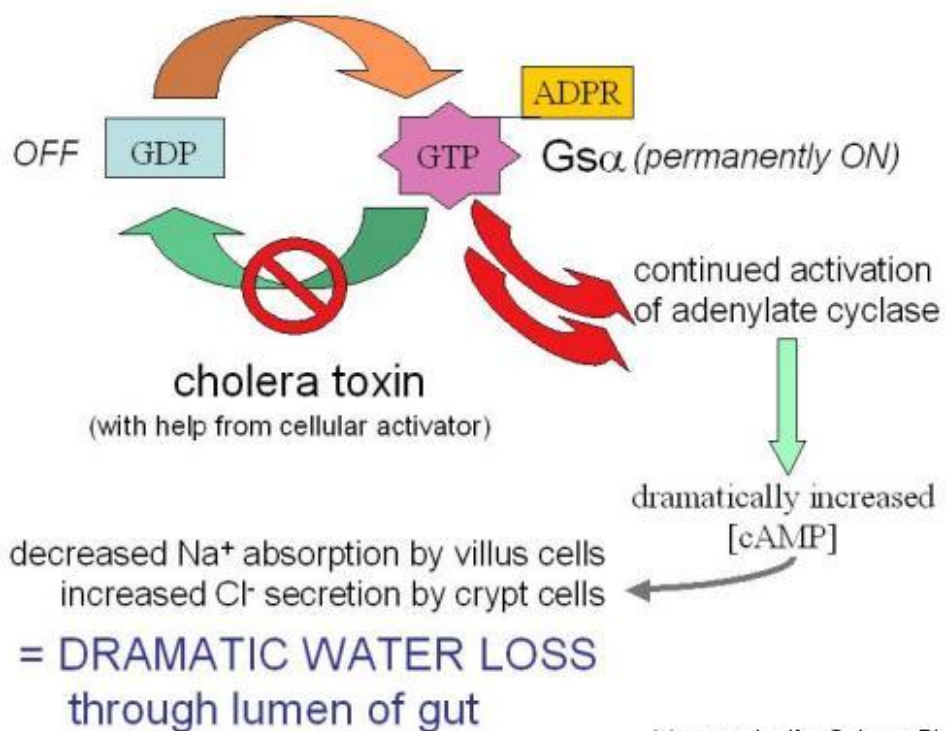 ADPR
OFF
GDP
GTP
Gsα (permanently ON)
continued activation
of adenylate cyclase
cholera toxin
(with help from cellular activator)
dramatically increased
[cAMP]
decreased Na⁺ absorption by villus cells
increased Cl⁻ secretion by crypt cells
= DRAMATIC WATER LOSS
through lumen of gut